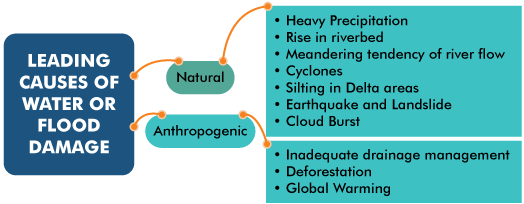 LEADING
CAUSES OF
WATER OR
FLOOD
DAMAGE
Natural
• Heavy Precipitation
• Rise in riverbed
• Meandering tendency of river flow
• Cyclones
• Silting in Delta areas
• Earthquake and Landslide
• Cloud Burst
Anthropogenic
• Inadequate drainage management
• Deforestation
• Global Warming